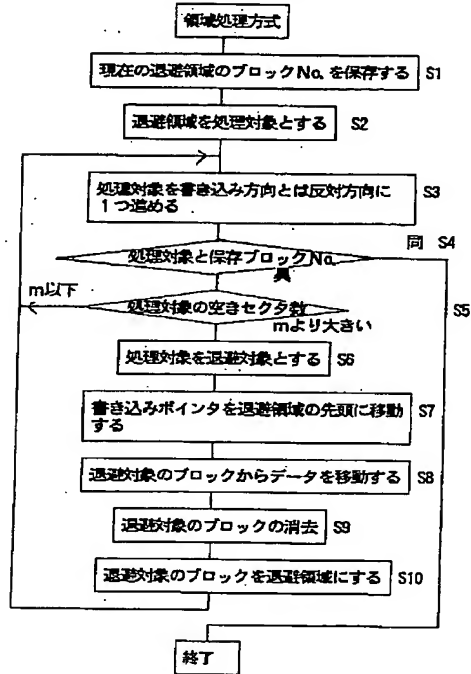 領域処理方式
現在の退避領域のブロックNo.を保存する S1
退避領域を処理対象とする S2
処理対象を書き込み方向とは反対方向に S3
1つ進める
同 S4
処理対象と保存ブロックNo.
異
m以下
処理対象の空きセクタ数 S5
mより大きい
処理対象を退避対象とする S6
書き込みポインタを退避領域の先頭に移動 S7
する
退避対象のブロックからデータを移動する S8
退避対象のブロックの消去 S9
退避対象のブロックを退避領域にする S10
終了